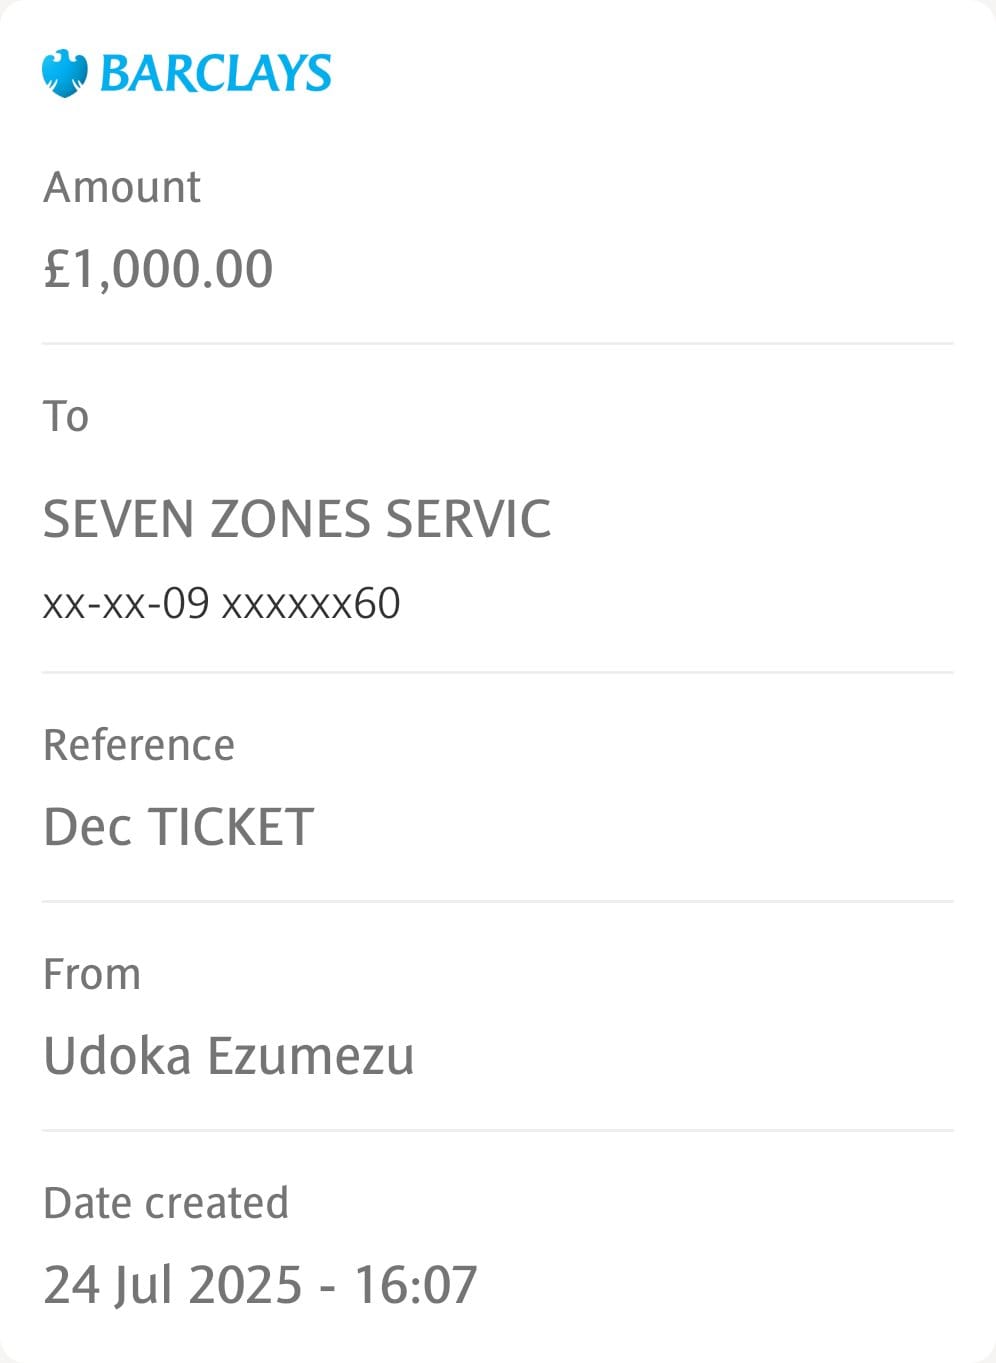 BARCLAYS
Amount
£1,000.00
To
SEVEN ZONES SERVIC
xx-xx-09 xxxxxx60
Reference
Dec TICKET
From
Udoka Ezumezu
Date created
24 Jul 2025 - 16:07